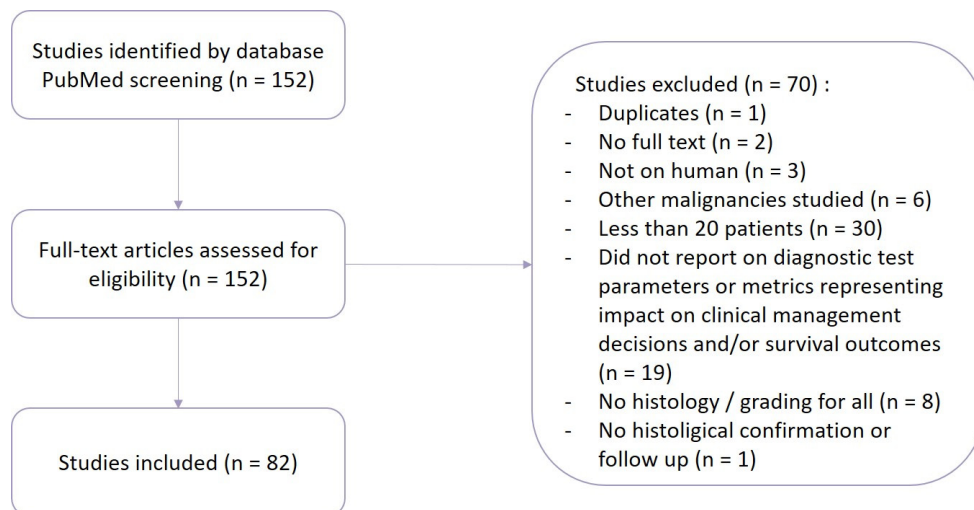 Studies identified by database
PubMed screening (n = 152)
Full-text articles assessed for
eligibility (n = 152)
Studies included (n = 82)
Studies excluded (n = 70) :
- Duplicates (n = 1)
- No full text (n = 2)
- Not on human (n = 3)
- Other malignancies studied (n = 6)
- Less than 20 patients (n = 30)
- Did not report on diagnostic test
parameters or metrics representing
impact on clinical management
decisions and/or survival outcomes
(n = 19)
- No histology / grading for all (n = 8)
- No histoligical confirmation or
follow up (n = 1)